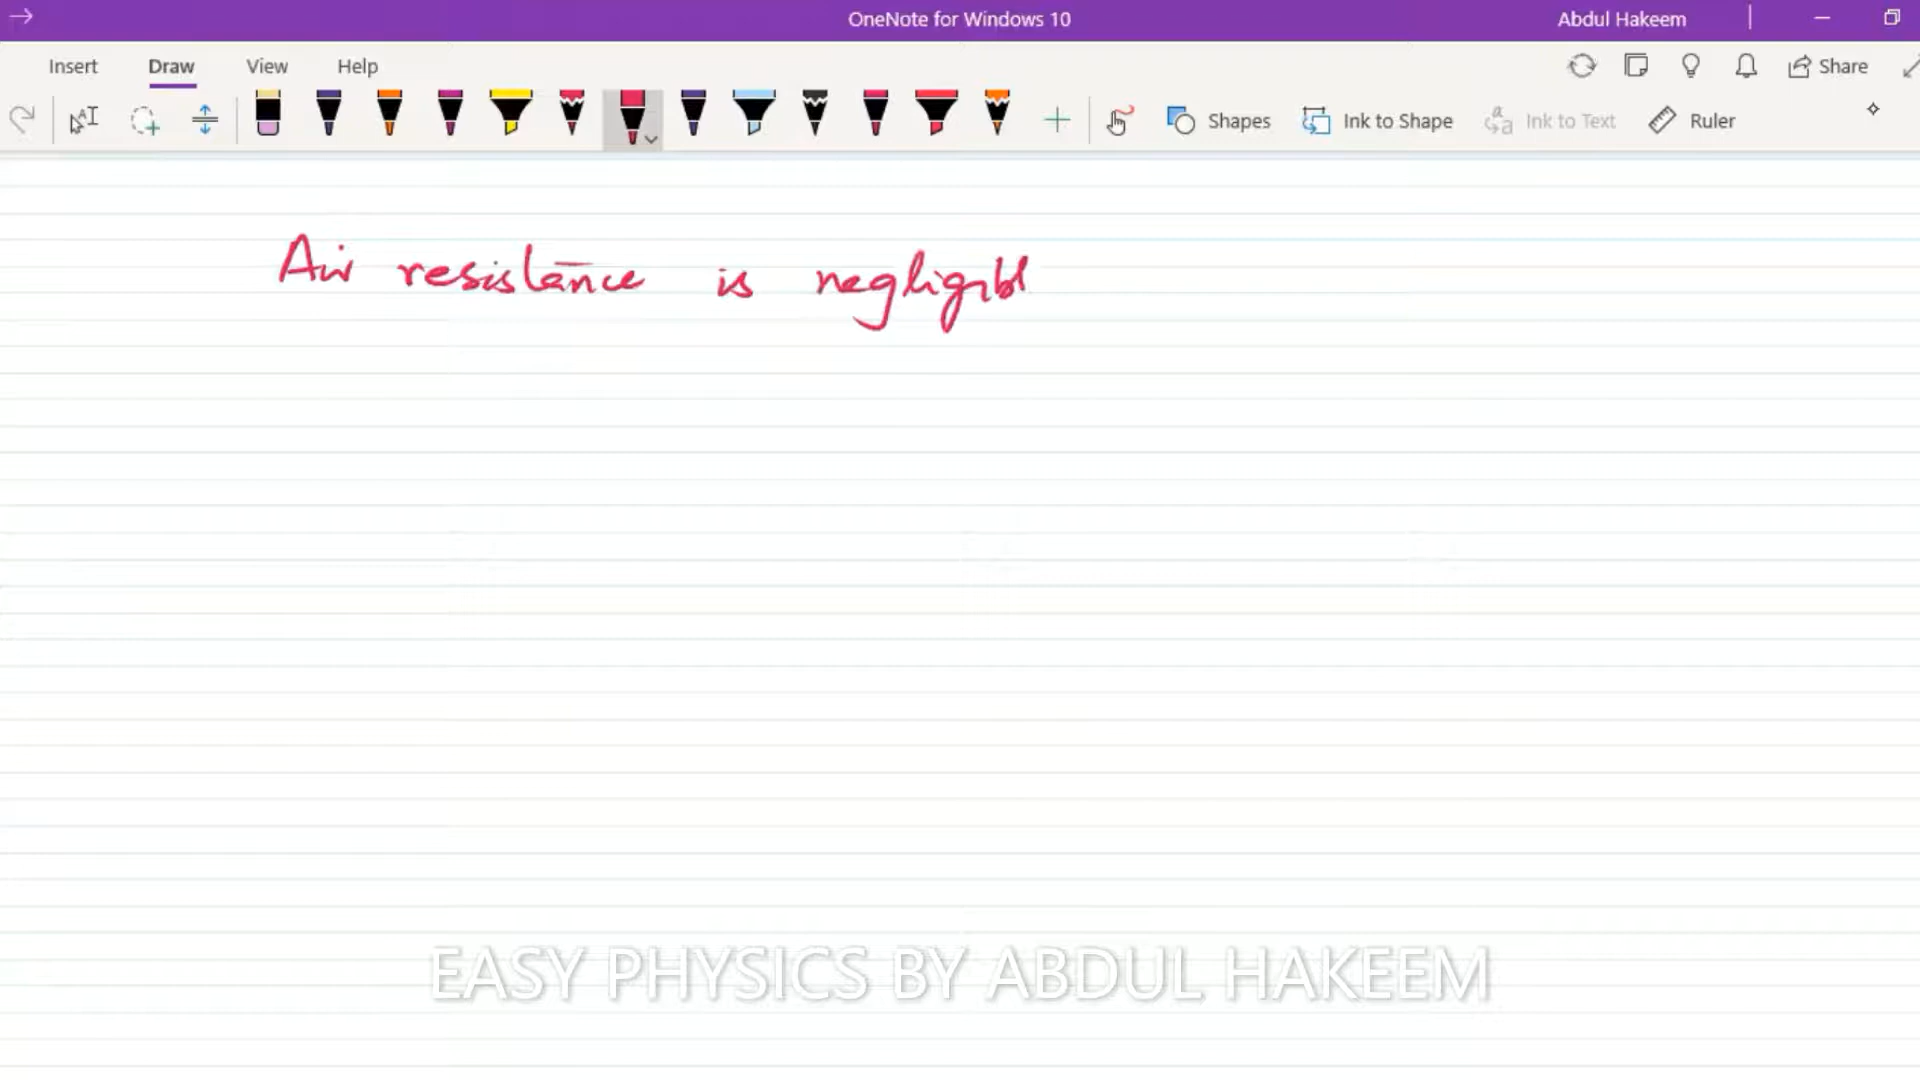 OneNote for Windows 10
Abdul Hakeem
Insert Draw View Help
Share
Shapes Ink to Shape Ink to Text Ruler
Air resistance is negligibl
EASY PHYSICS BY ABDUL HAKEEM